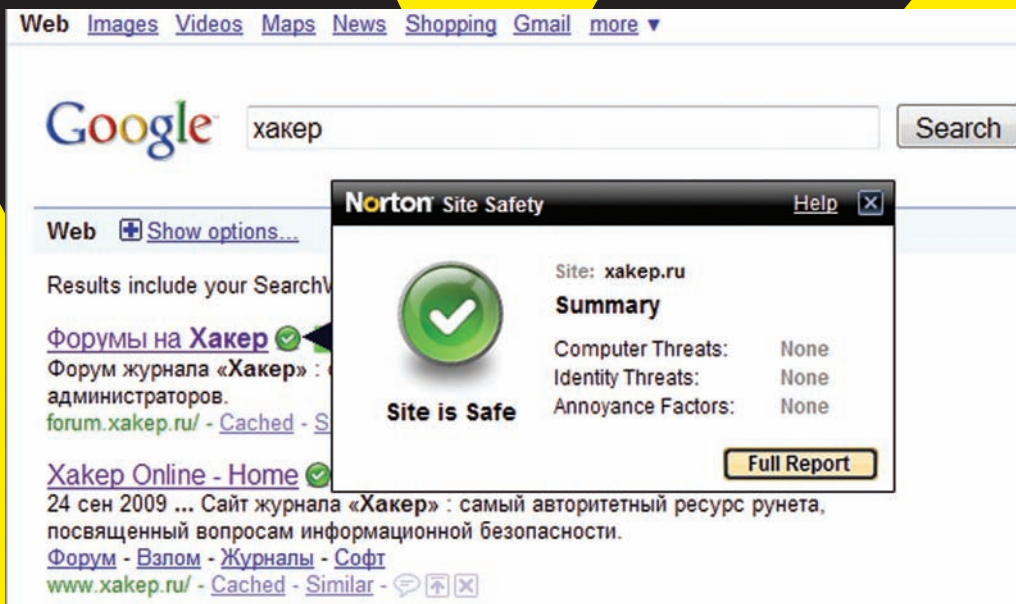 Web Images Videos Maps News Shopping Gmail more ▼
Google хакер Search
Norton Site Safety Help
Web Show options...
Site: xakep.ru
Summary
Results include your Search
Computer Threats: None
Identity Threats: None
Annoyance Factors: None
Site is Safe
Full Report
Форумы на Хакер
Форум журнала «Хакер» :
администраторов.
forum.xakep.ru/ - Cached - S
Xakep Online - Home
24 сен 2009 ... Сайт журнала «Хакер» : самый авторитетный ресурс рунета,
посвященный вопросам информационной безопасности.
Форум - Взлом - Журналы - Софт
www.xakep.ru/ - Cached - Similar -